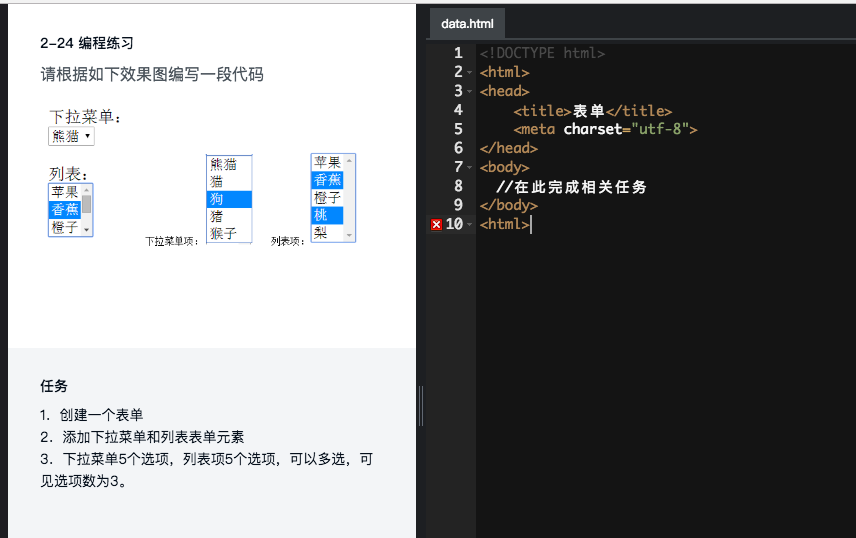 2-24 编程练习
请根据如下效果图编写一段代码
下拉菜单：
熊猫
列表：
苹果
香蕉
橙子
下拉菜单项：
熊猫
猫
狗
猪
猴子
列表项：
苹果
香蕉
橙子
桃
梨
任务
1. 创建一个表单
2. 添加下拉菜单和列表表单元素
3. 下拉菜单5个选项，列表项5个选项，可以多选，可
见选项数为3。
data.html
1 <!DOCTYPE html>
2 <html>
3 <head>
4 <title>表单</title>
5 <meta charset="utf-8">
6 </head>
7 <body>
8 //在此完成相关任务
9 </body>
10 <html>